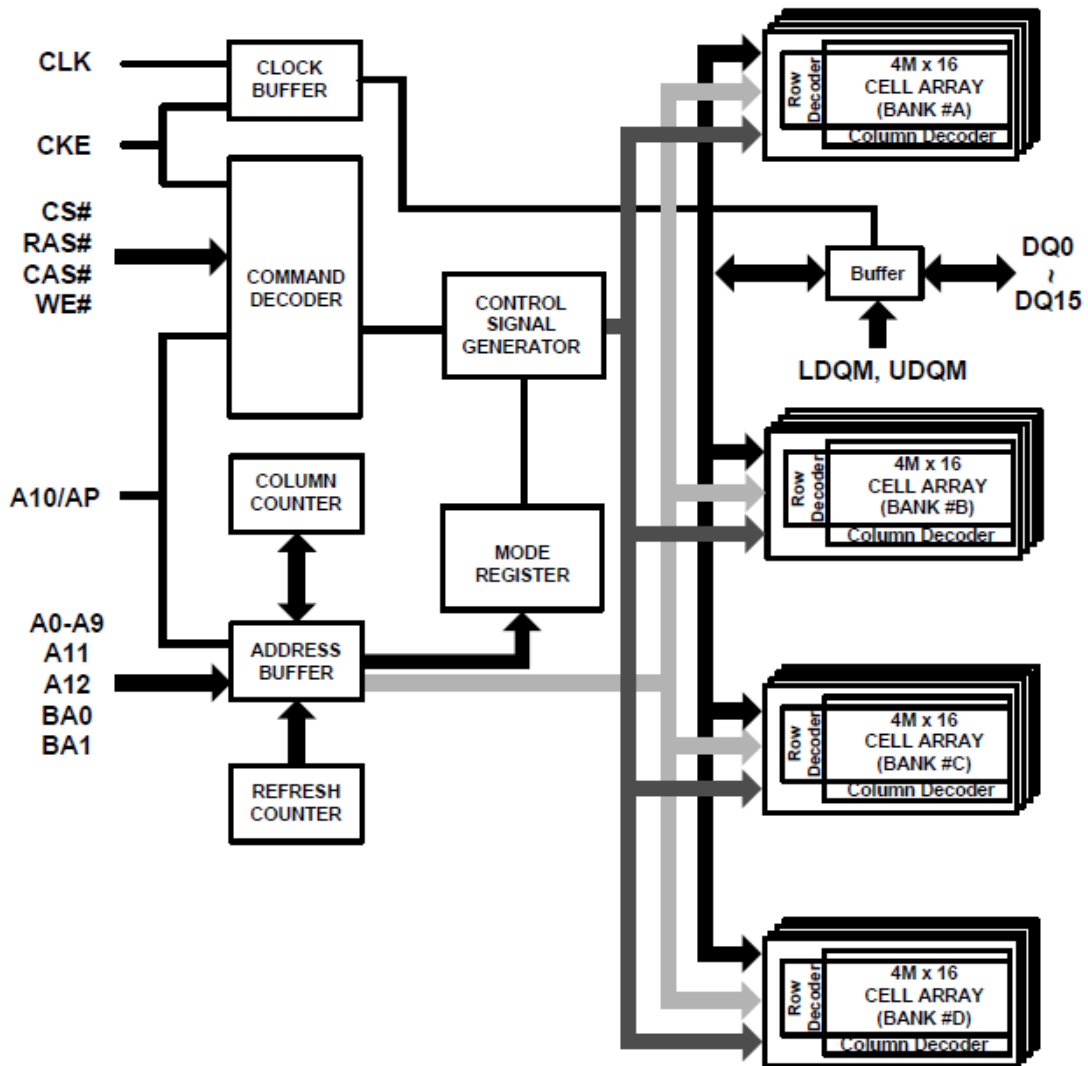 CLK
CLOCK
BUFFER
CKE
CS#
RAS#
CAS#
WE#
COMMAND
DECODER
CONTROL
SIGNAL
GENERATOR
A10/AP
COLUMN
COUNTER
MODE
REGISTER
A0-A9
A11
A12
BA0
BA1
ADDRESS
BUFFER
REFRESH
COUNTER
Row
Decoder
4M x 16
CELL ARRAY
(BANK #A)
Column Decoder
Buffer
DQ0
~
DQ15
LDQM, UDQM
Row
Decoder
4M x 16
CELL ARRAY
(BANK #B)
Column Decoder
Row
Decoder
4M x 16
CELL ARRAY
(BANK #C)
Column Decoder
Row
Decoder
4M x 16
CELL ARRAY
(BANK #D)
Column Decoder